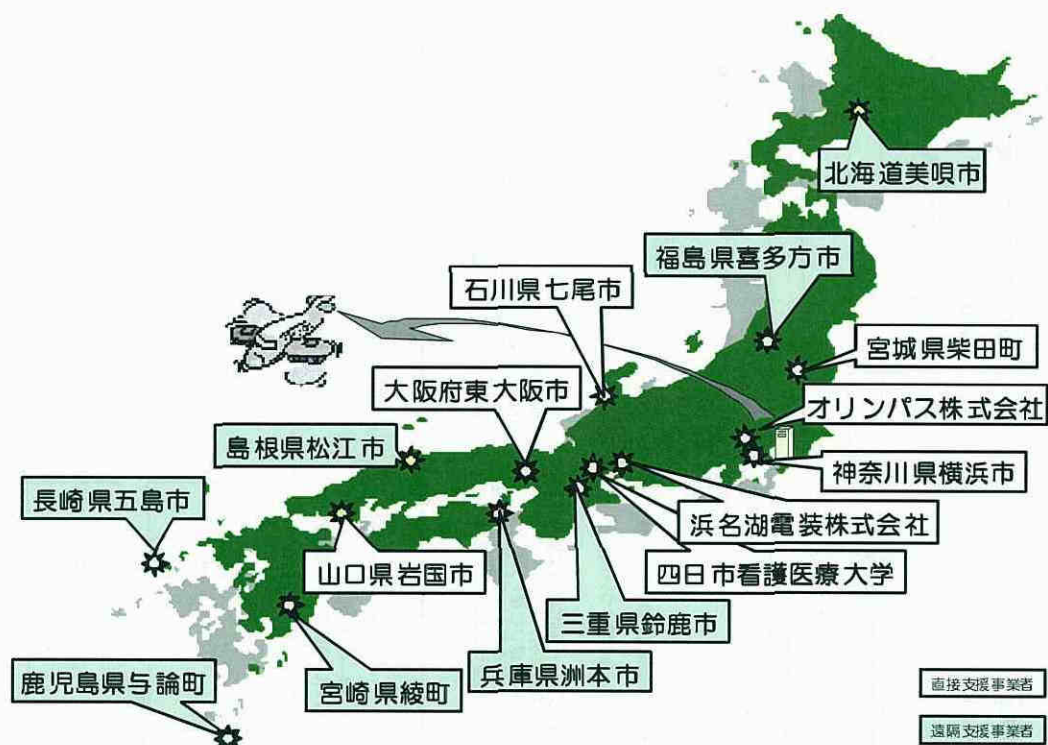 北海道美唄市
福島県喜多方市
石川県七尾市
宮城県柴田町
大阪府東大阪市
オリンパス株式会社
島根県松江市
神奈川県横浜市
長崎県五島市
浜名湖電装株式会社
山口県岩国市
四日市看護医療大学
三重県鈴鹿市
兵庫県洲本市
鹿児島県与論町
宮崎県綾町
直接支援事業者
遠隔支援事業者